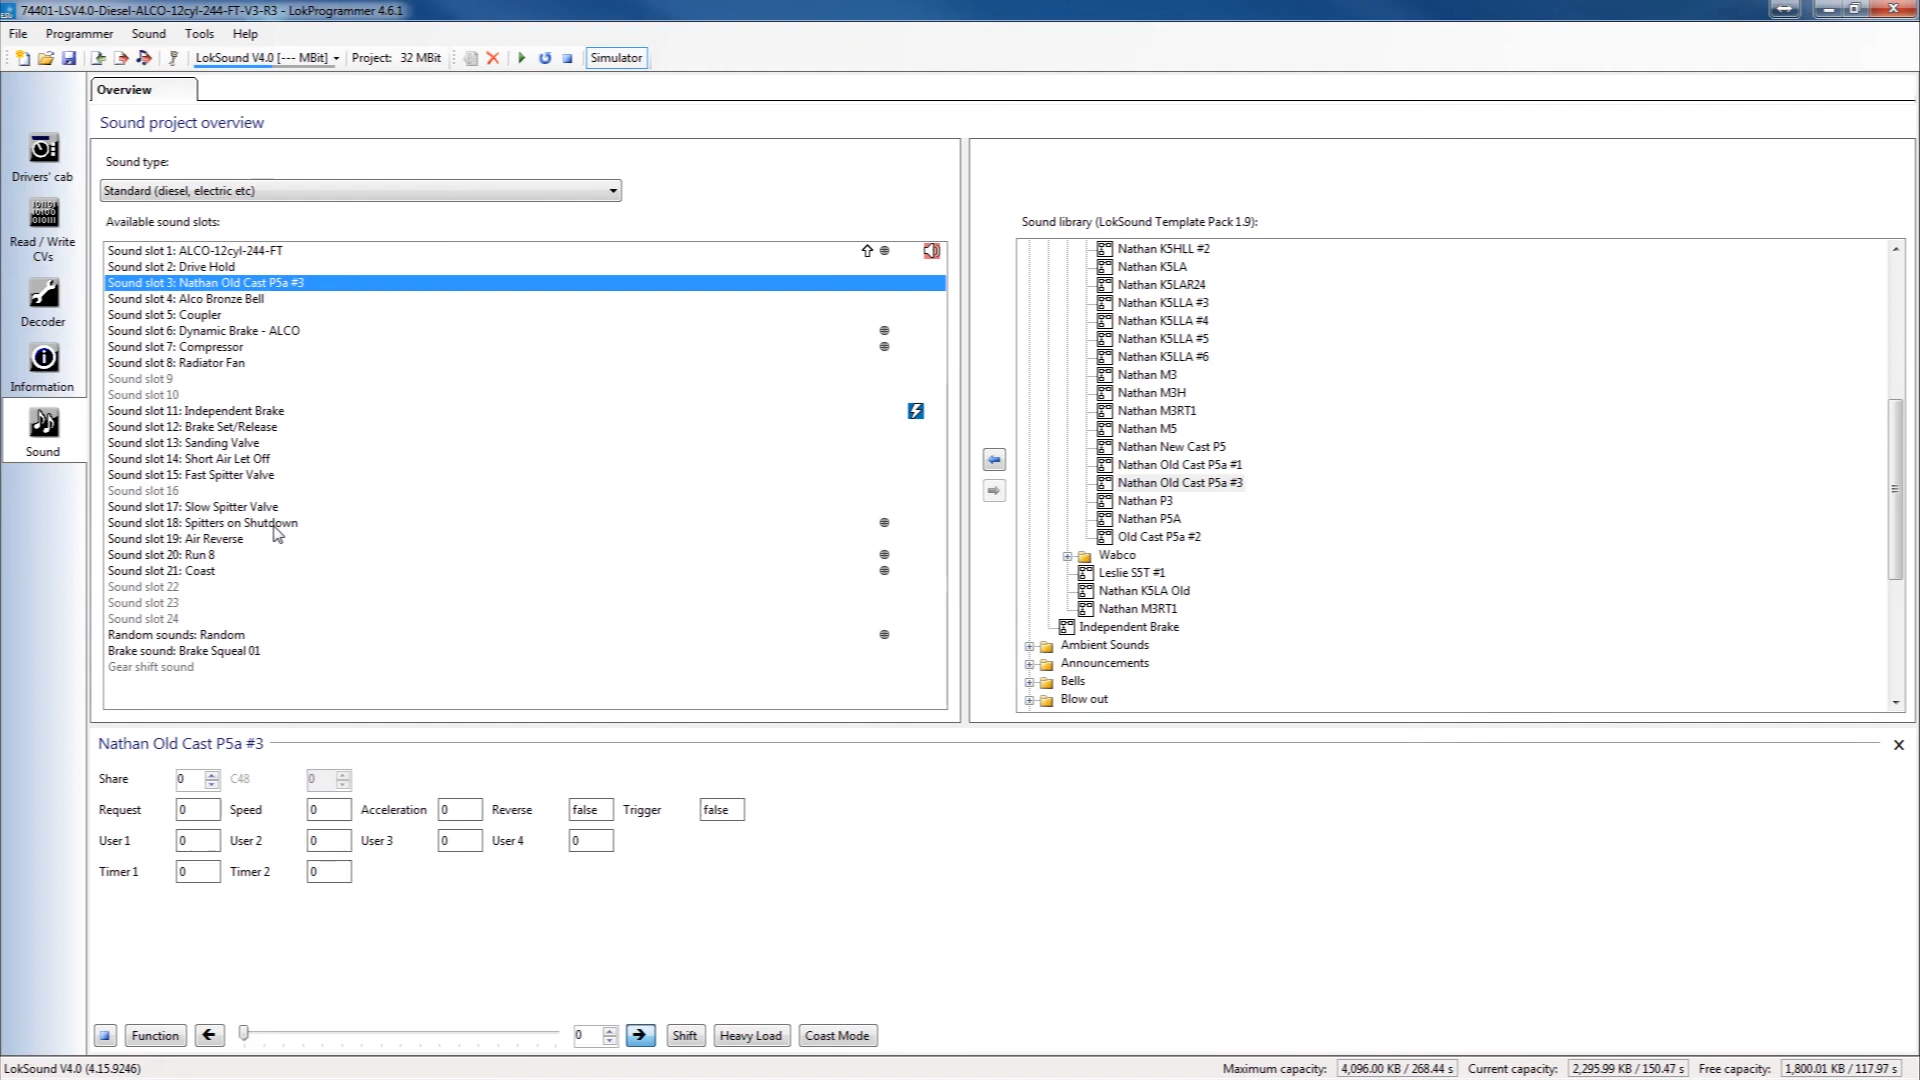 74401-LSV4.0-Diesel-ALCO-12cyl-244-FT-V3-R3 - LokProgrammer 4.6.1
File Programmer Sound Tools Help
LokSound V4.0 [--- MBit] Project: 32 MBit Simulator
Overview
Sound project overview
Drivers' cab
Read / Write
CVs
Decoder
Information
Sound
Sound type:
Standard (diesel, electric etc)
Available sound slots:
Sound slot 1: ALCO-12cyl-244-FT
Sound slot 2: Drive Hold
Sound slot 3: Nathan Old Cast P5a #3
Sound slot 4: Alco Bronze Bell
Sound slot 5: Coupler
Sound slot 6: Dynamic Brake - ALCO
Sound slot 7: Compressor
Sound slot 8: Radiator Fan
Sound slot 9
Sound slot 10
Sound slot 11: Independent Brake
Sound slot 12: Brake Set/Release
Sound slot 13: Sanding Valve
Sound slot 14: Short Air Let Off
Sound slot 15: Fast Spitter Valve
Sound slot 16
Sound slot 17: Slow Spitter Valve
Sound slot 18: Spitters on Shutdown
Sound slot 19: Air Reverse
Sound slot 20: Run 8
Sound slot 21: Coast
Sound slot 22
Sound slot 23
Sound slot 24
Random sounds: Random
Brake sound: Brake Squeal 01
Gear shift sound
Sound library (LokSound Template Pack 1.9):
Nathan K5HLL #2
Nathan K5LA
Nathan K5LAR24
Nathan K5LLA #3
Nathan K5LLA #4
Nathan K5LLA #5
Nathan K5LLA #6
Nathan M3
Nathan M3H
Nathan M3RT1
Nathan M5
Nathan New Cast P5
Nathan Old Cast P5a #1
Nathan Old Cast P5a #3
Nathan P3
Nathan P5A
Old Cast P5a #2
Wabco
Leslie S5T #1
Nathan K5LA Old
Nathan M3RT1
Independent Brake
Ambient Sounds
Announcements
Bells
Blow out
Nathan Old Cast P5a #3
Share 0 C48 0
Request 0 Speed 0 Acceleration 0 Reverse false Trigger false
User 1 0 User 2 0 User 3 0 User 4 0
Timer 1 0 Timer 2 0
Function 0 Shift Heavy Load Coast Mode
LokSound V4.0 (4.15.9246) Maximum capacity: 4,096.00 KB / 268.44 s Current capacity: 2,295.99 KB / 150.47 s Free capacity: 1,800.01 KB / 117.97 s